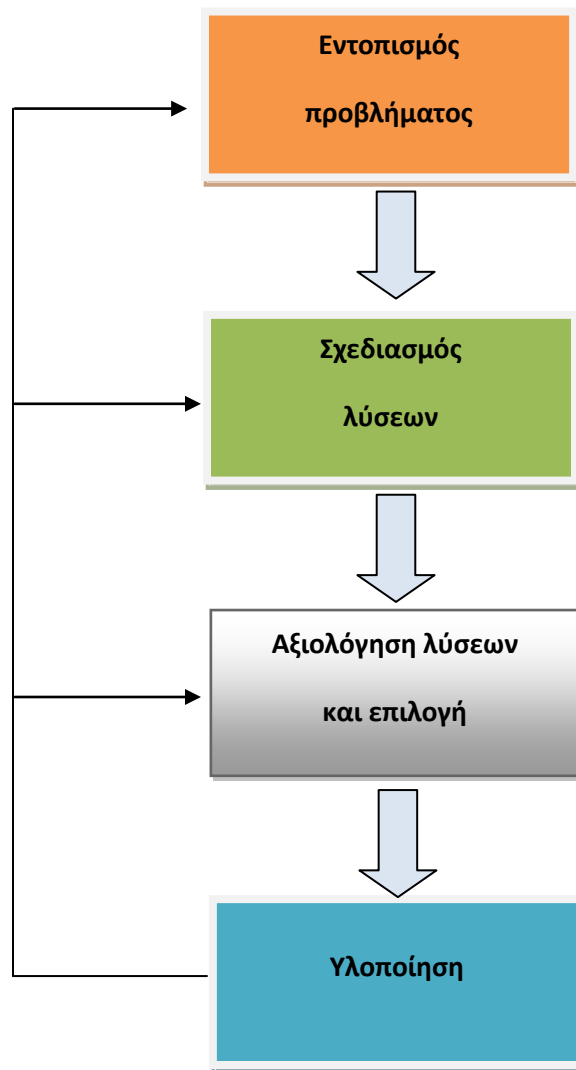 Εντοπισμός
προβλήματος
Σχεδιασμός
λύσεων
Αξιολόγηση λύσεων
και επιλογή
Υλοποίηση